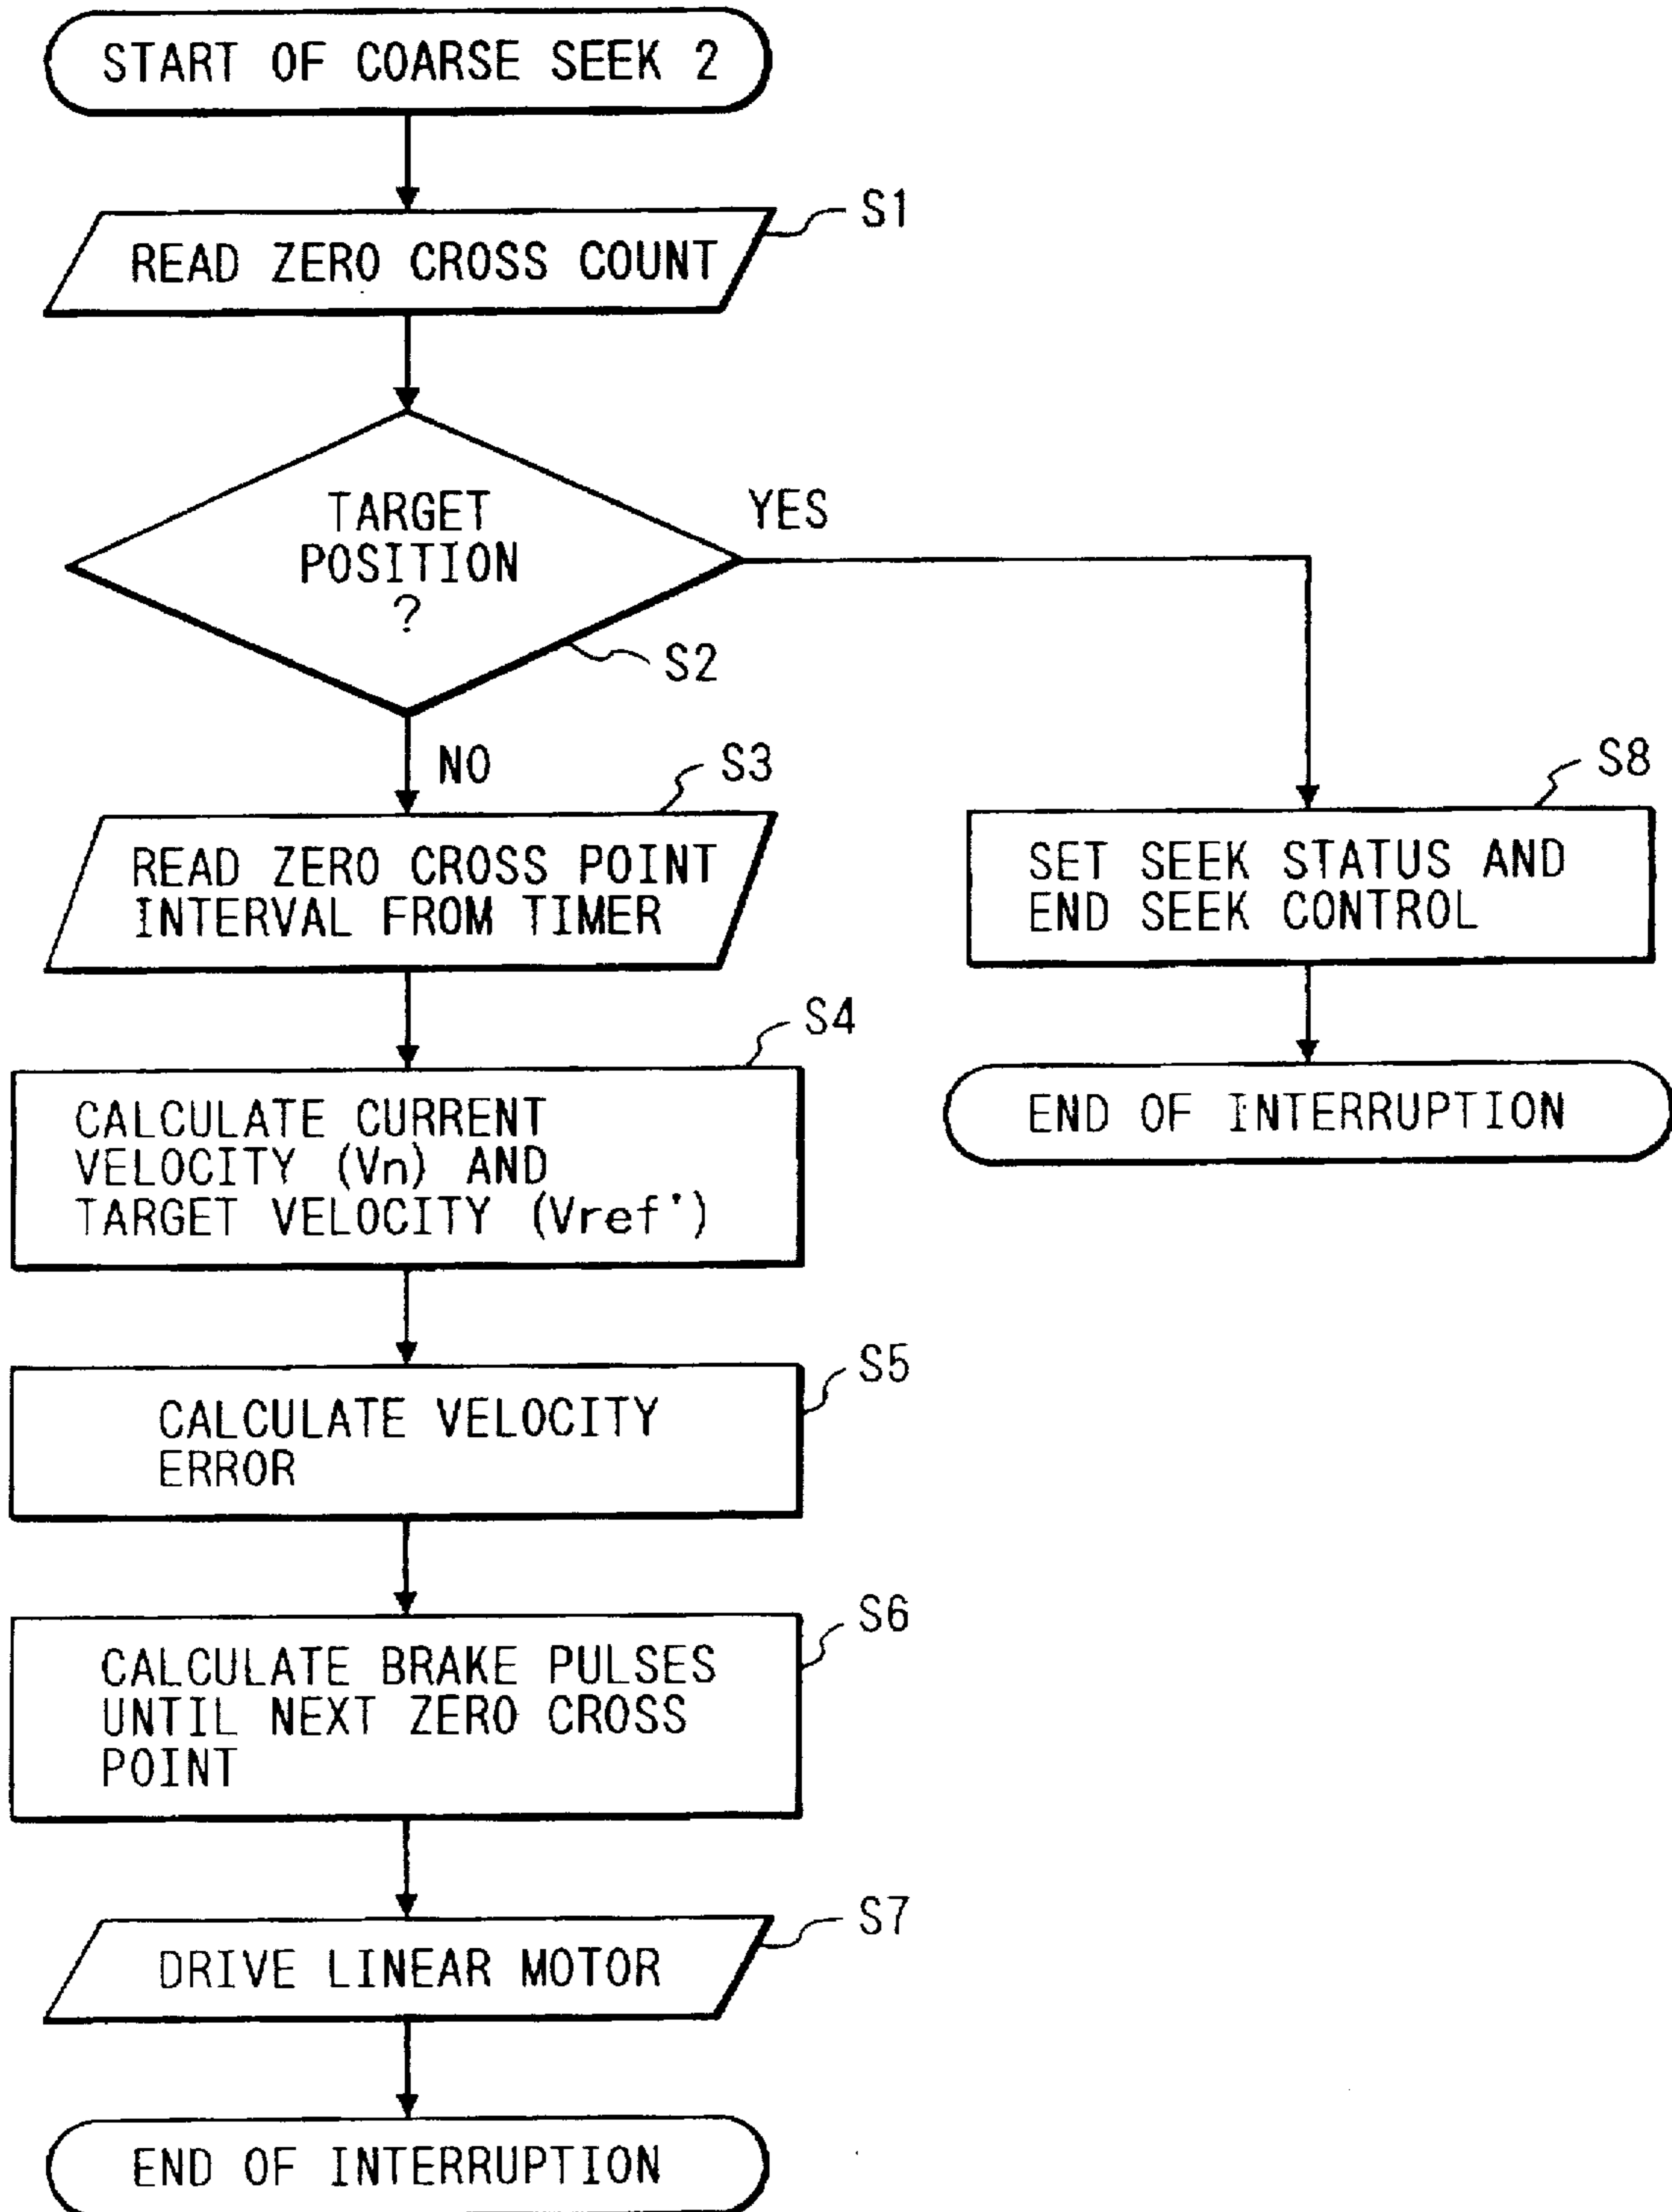 START OF COARSE SEEK 2
S1
READ ZERO CROSS COUNT
TARGET
POSITION
?
YES
S2
NO
S3
READ ZERO CROSS POINT
INTERVAL FROM TIMER
S8
SET SEEK STATUS AND
END SEEK CONTROL
S4
CALCULATE CURRENT
VELOCITY (Vn) AND
TARGET VELOCITY (Vref')
END OF INTERRUPTION
S5
CALCULATE VELOCITY
ERROR
S6
CALCULATE BRAKE PULSES
UNTIL NEXT ZERO CROSS
POINT
S7
DRIVE LINEAR MOTOR
END OF INTERRUPTION